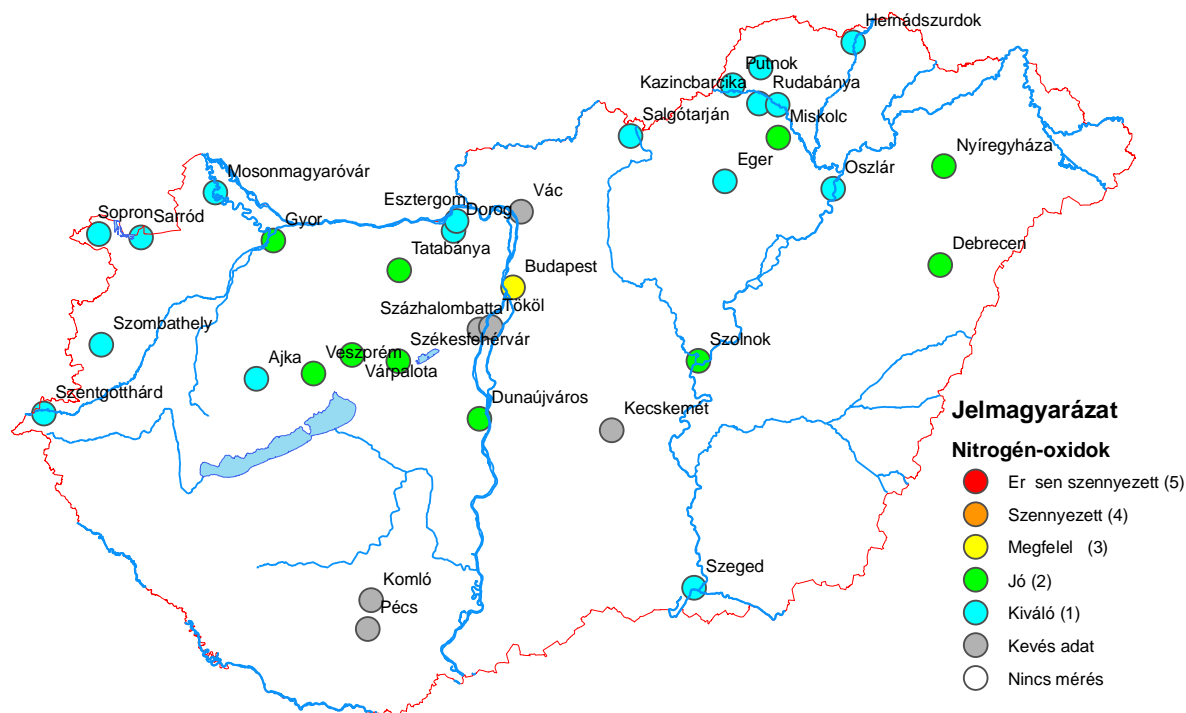 Hernádszurdok
Putnok
Kazincbarcika
Rudabánya
Salgótarján
Miskolc
Nyíregyháza
Eger
Oszlár
Mosonmagyaróvár
Vác
Esztergom
Dorog
Sopron
Sarród
Gyor
Tatabánya
Debrecen
Budapest
Százhalombatta
Tököl
Szombathely
Székesfehérvár
Szolnok
Ajka
Veszprém
Várpalota
Szentgotthárd
Dunaújváros
Kecskemét
Jelmagyarázat
Nitrogén-oxidok
Er sen szennyezett (5)
Szennyezett (4)
Megfelel (3)
Jó (2)
Kiváló (1)
Kevés adat
Nincs mérés
Szeged
Komló
Pécs